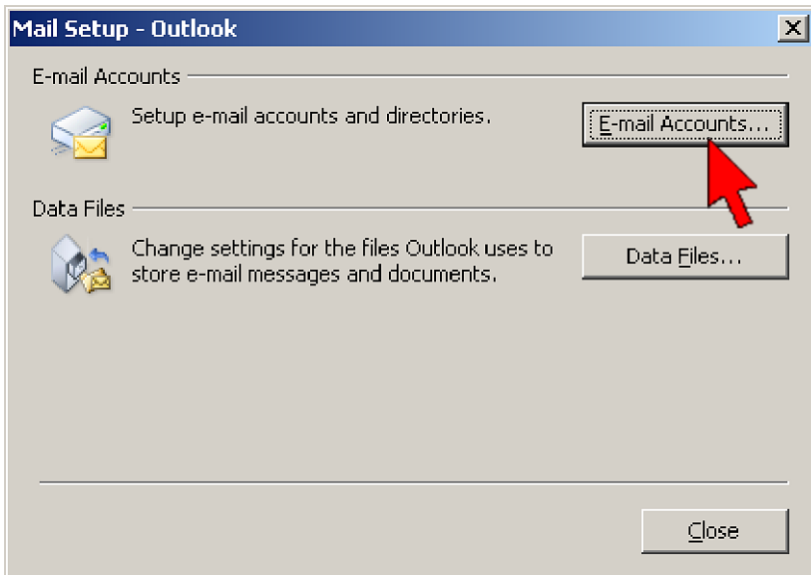 Mail Setup - Outlook
E-mail Accounts
Setup e-mail accounts and directories.
E-mail Accounts...
Data Files
Change settings for the files Outlook uses to
store e-mail messages and documents.
Data Files...
Close